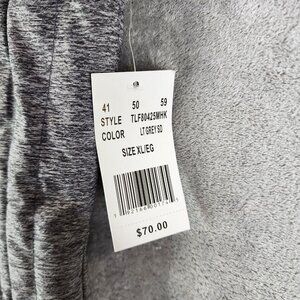 41 50 59
STYLE TLF80425MHK
COLOR LT GREY SD
SIZE XL/EG
$70.00